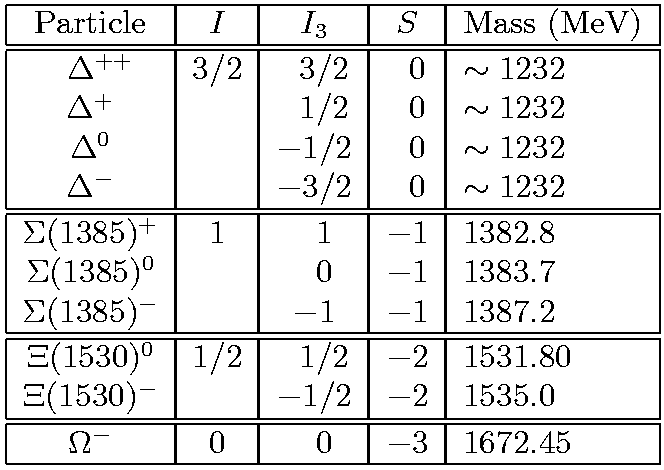 Particle I I₃ S Mass (MeV)
Δ⁺⁺ 3/2 3/2 0 ∼ 1232
Δ⁺ 1/2 0 ∼ 1232
Δ⁰ −1/2 0 ∼ 1232
Δ⁻ −3/2 0 ∼ 1232
Σ(1385)⁺ 1 1 −1 1382.8
Σ(1385)⁰ 0 −1 1383.7
Σ(1385)⁻ −1 −1 1387.2
Ξ(1530)⁰ 1/2 1/2 −2 1531.80
Ξ(1530)⁻ −1/2 −2 1535.0
Ω⁻ 0 0 −3 1672.45